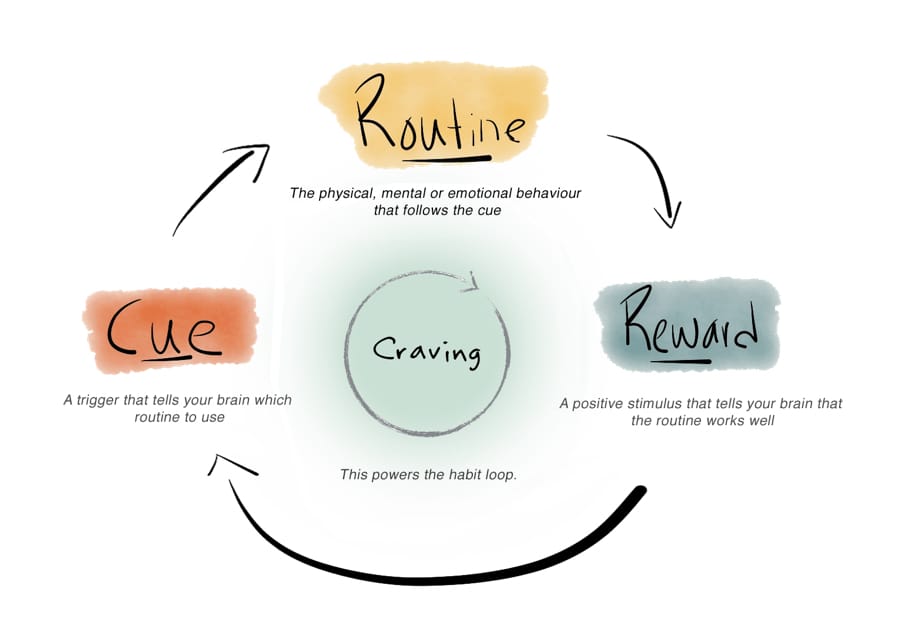 Routine
The physical, mental or emotional behaviour
that follows the cue
Cue
A trigger that tells your brain which
routine to use
Craving
This powers the habit loop.
Reward
A positive stimulus that tells your brain that
the routine works well